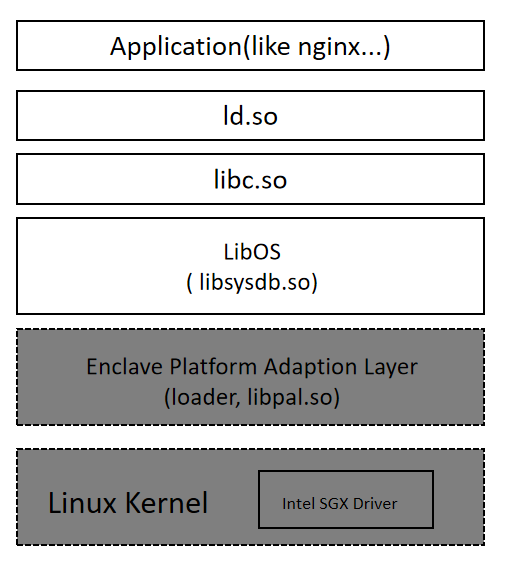 Application(like nginx...)
ld.so
libc.so
LibOS
( libsysdb.so)
Enclave Platform Adaption Layer
(loader, libpal.so)
Linux Kernel
Intel SGX Driver